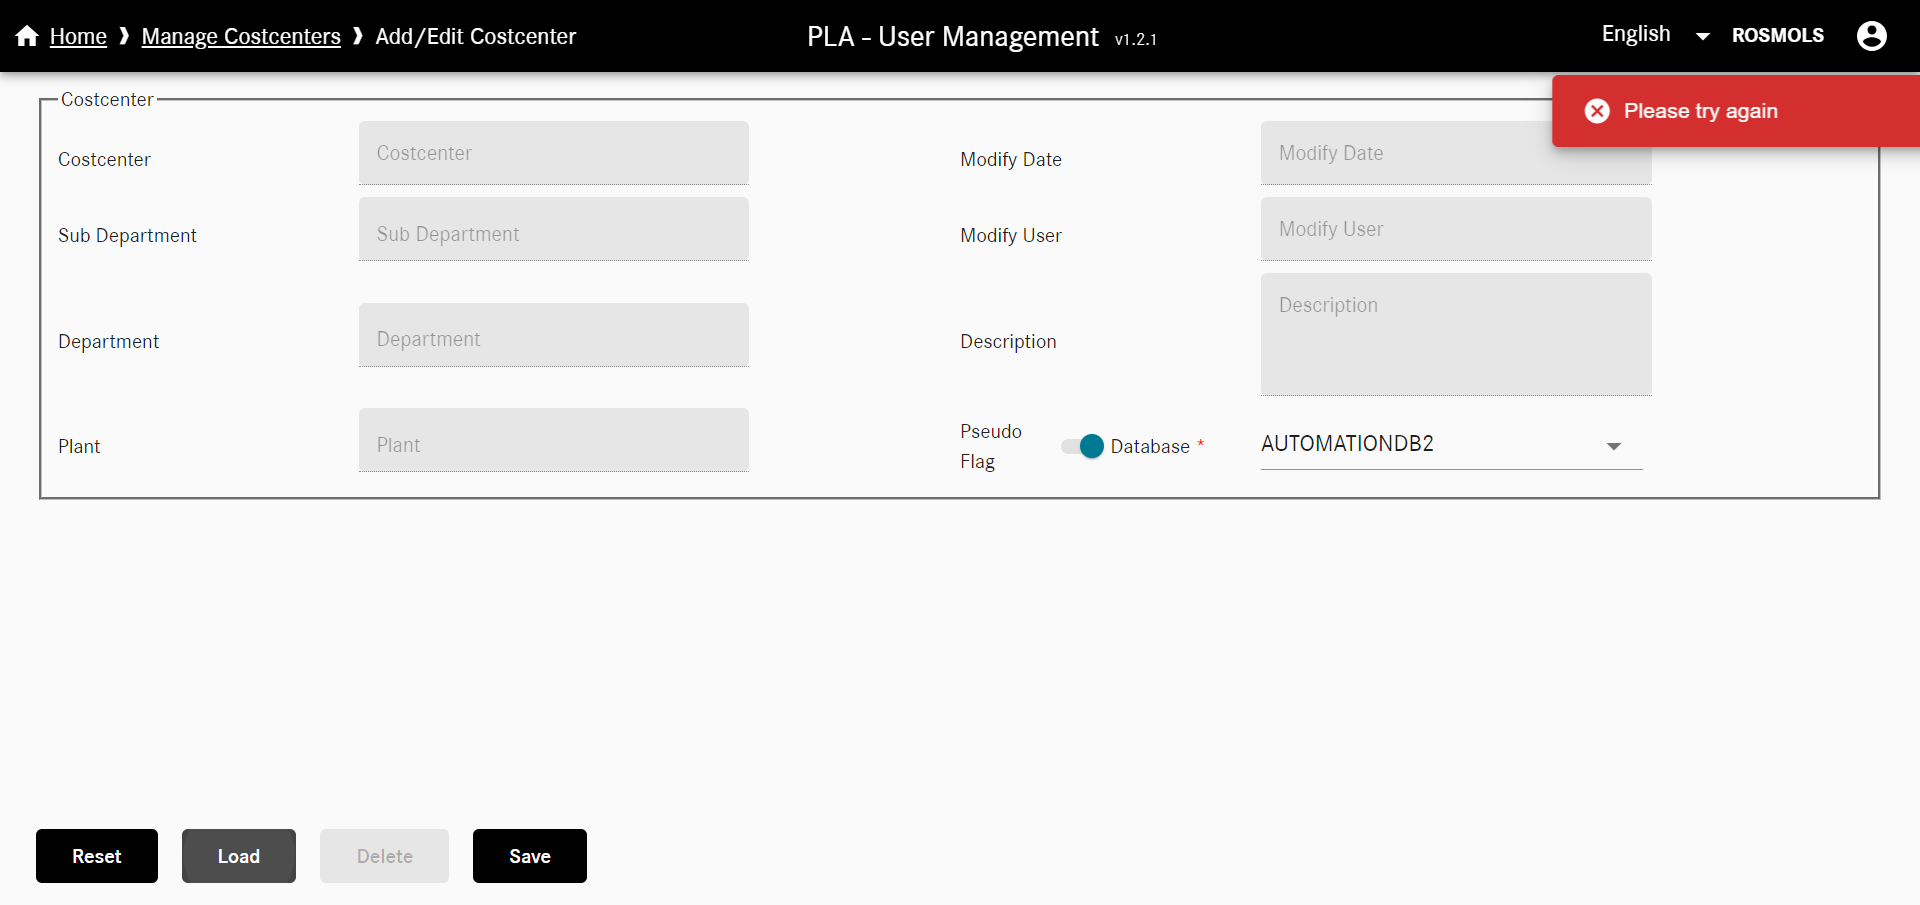 Home ❱ Manage Costcenters ❱ Add/Edit Costcenter
PLA - User Management v1.2.1
English
ROSMOLS
Please try again
Costcenter
Costcenter
Costcenter
Modify Date
Modify Date
Sub Department
Sub Department
Modify User
Modify User
Department
Department
Description
Description
Plant
Plant
Pseudo
Flag
Database *
AUTOMATIONDB2
Reset
Load
Delete
Save